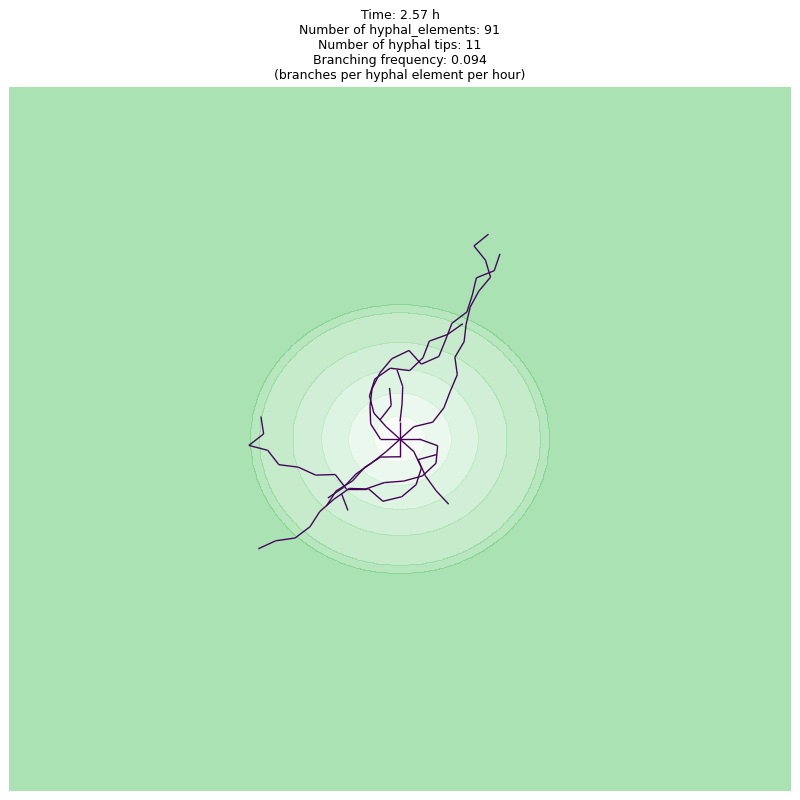 Time: 2.57 h
Number of hyphal_elements: 91
Number of hyphal tips: 11
Branching frequency: 0.094
(branches per hyphal element per hour)